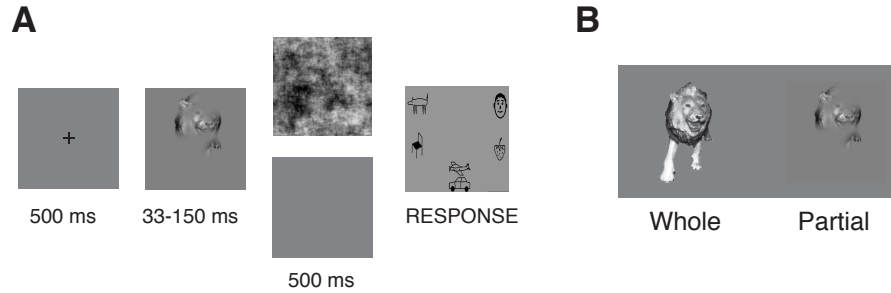 A
B
500 ms
33-150 ms
500 ms
RESPONSE
Whole
Partial